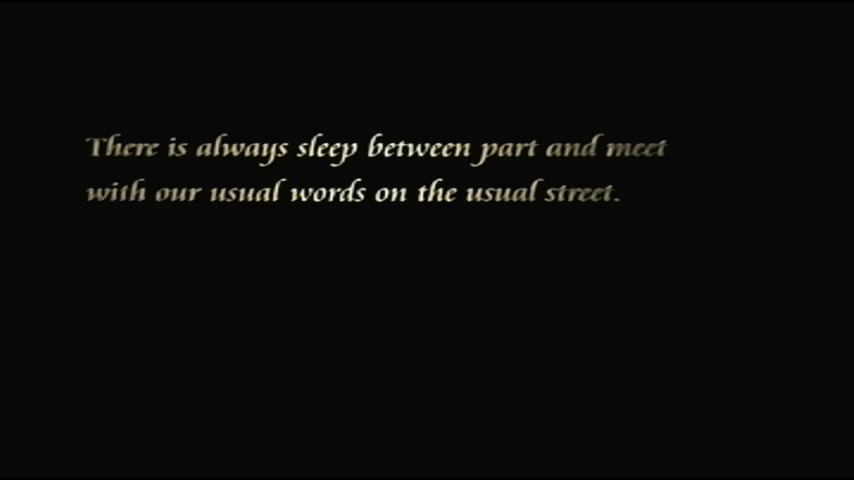 There is always sleep between part and meet
with our usual words on the usual street.